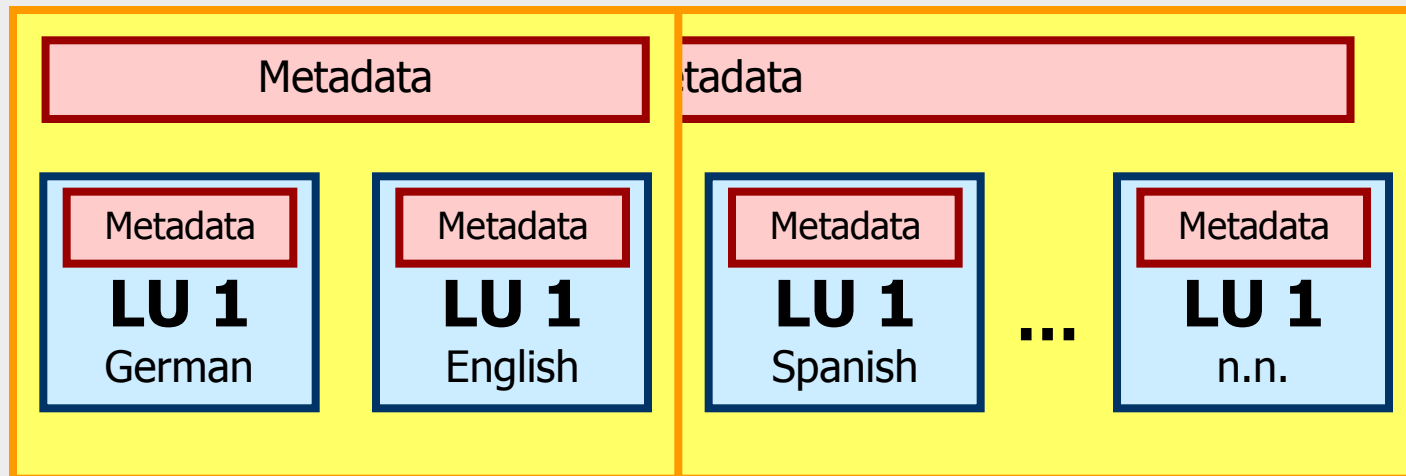 Metadata
etadata
Metadata
LU 1
German
Metadata
LU 1
English
Metadata
LU 1
Spanish
...
Metadata
LU 1
n.n.